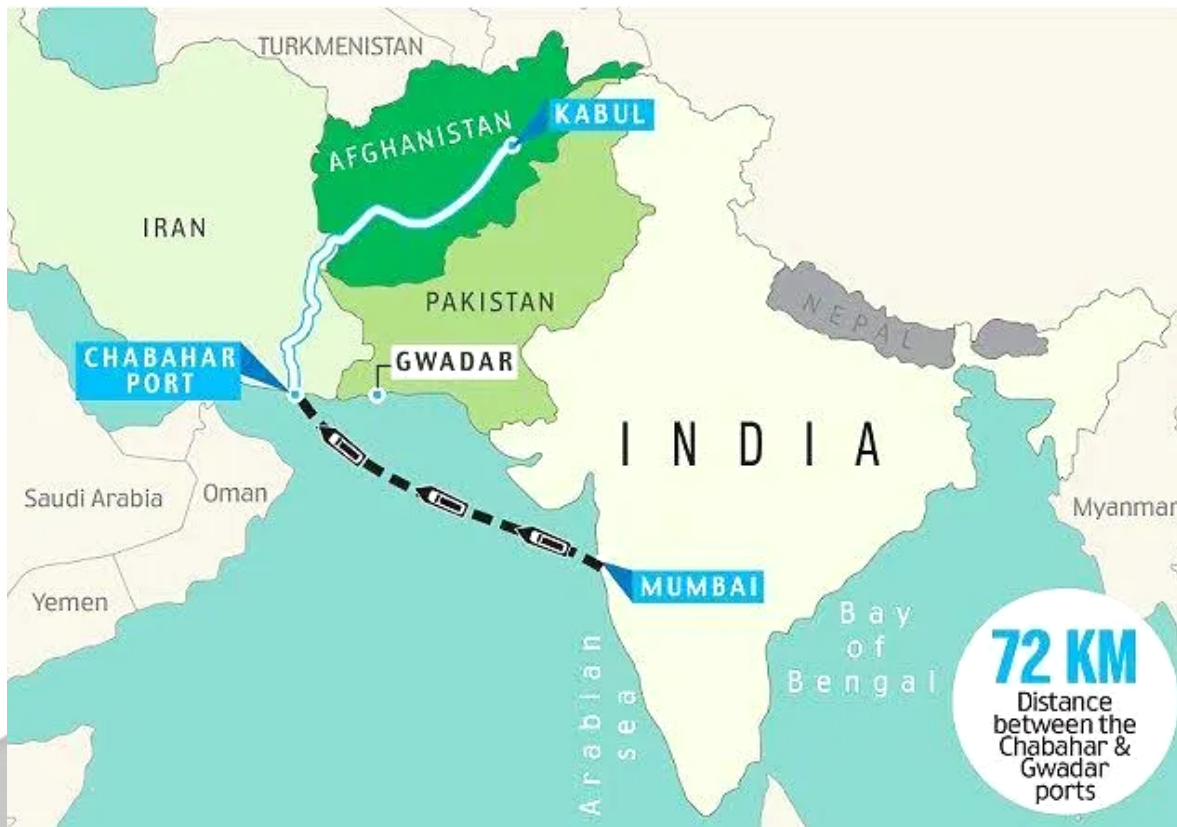 TURKMENISTAN
KABUL
AFGHANISTAN
IRAN
PAKISTAN
NEPAL
CHABAHAR
PORT
GWADAR
INDIA
Saudi Arabia
Oman
Myanmar
Yemen
MUMBAI
Arabian
sea
Bay
of
Bengal
72 KM
Distance
between the
Chabahar &
Gwadar
ports